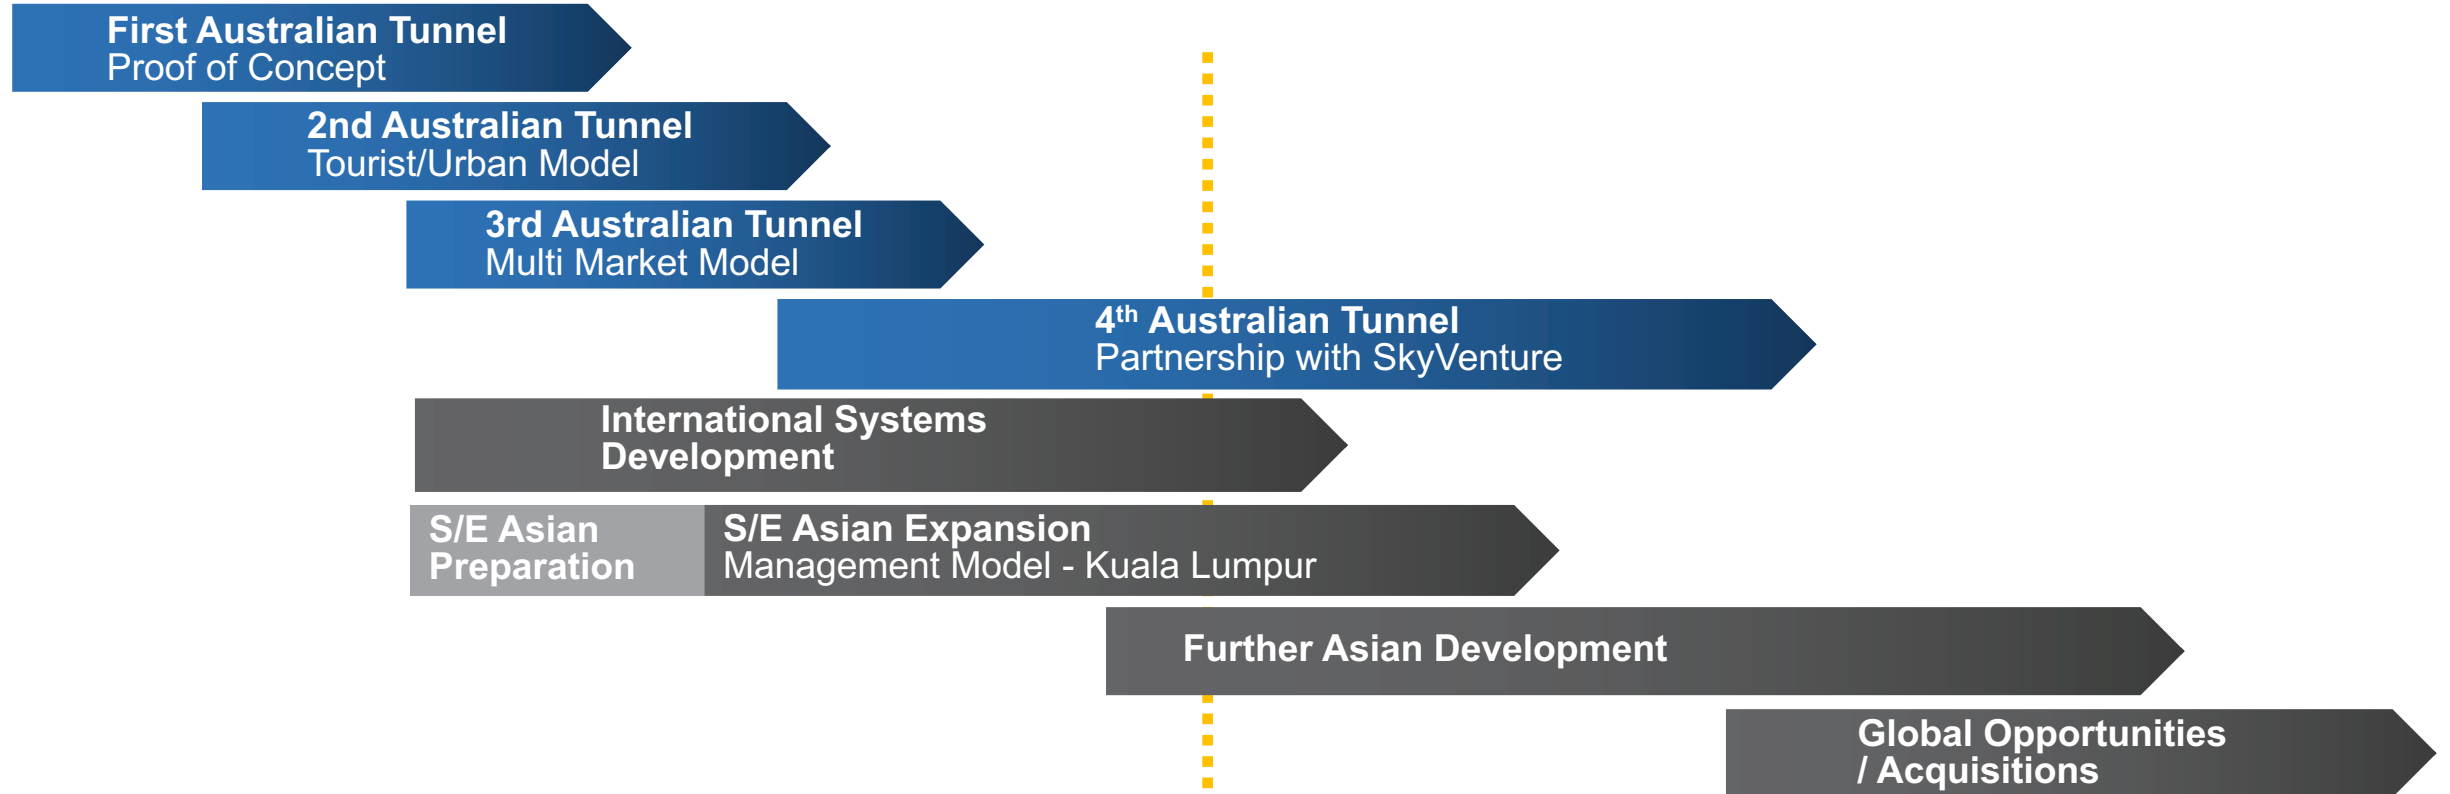 First Australian Tunnel
Proof of Concept
2nd Australian Tunnel
Tourist/Urban Model
3rd Australian Tunnel
Multi Market Model
4th Australian Tunnel
Partnership with SkyVenture
International Systems
Development
S/E Asian
Preparation
S/E Asian Expansion
Management Model - Kuala Lumpur
Further Asian Development
Global Opportunities
/ Acquisitions